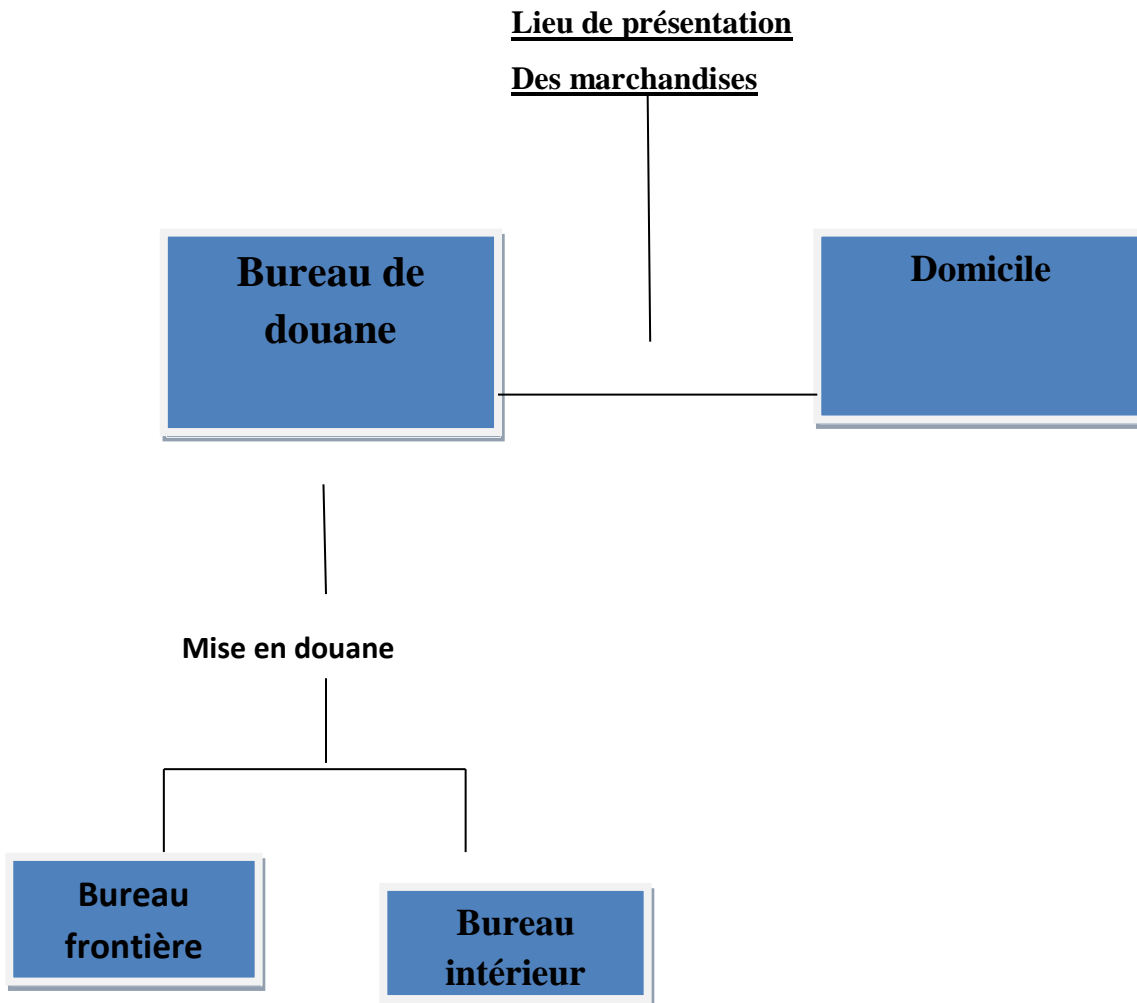 Lieu de présentation
Des marchandises
Bureau de
douane
Domicile
Mise en douane
Bureau
frontière
Bureau
intérieur